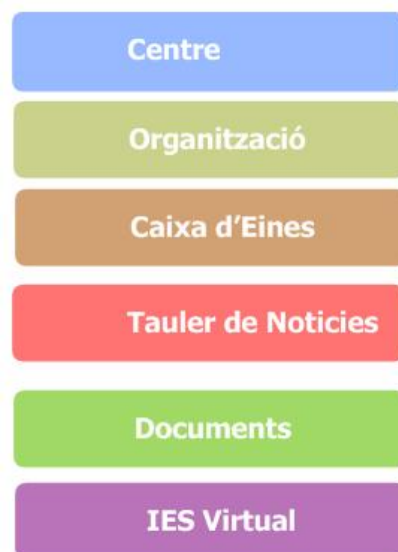 Centre
Organització
Caixa d'Eines
Tauler de Noticies
Documents
IES Virtual